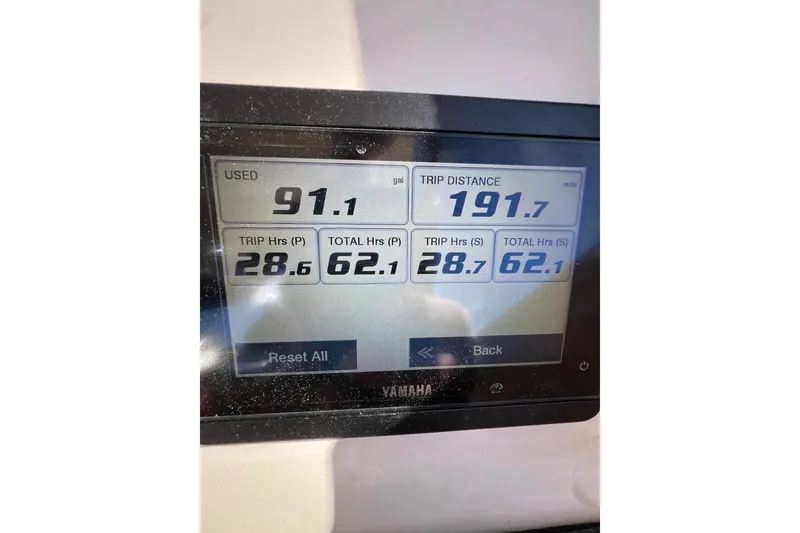 USED gal TRIP DISTANCE
91.1 191.7
TRIP Hrs (P) TOTAL Hrs (P) TRIP Hrs (S) TOTAL Hrs (S)
28.6 62.1 28.7 62.1
Reset All Back
YAMAHA